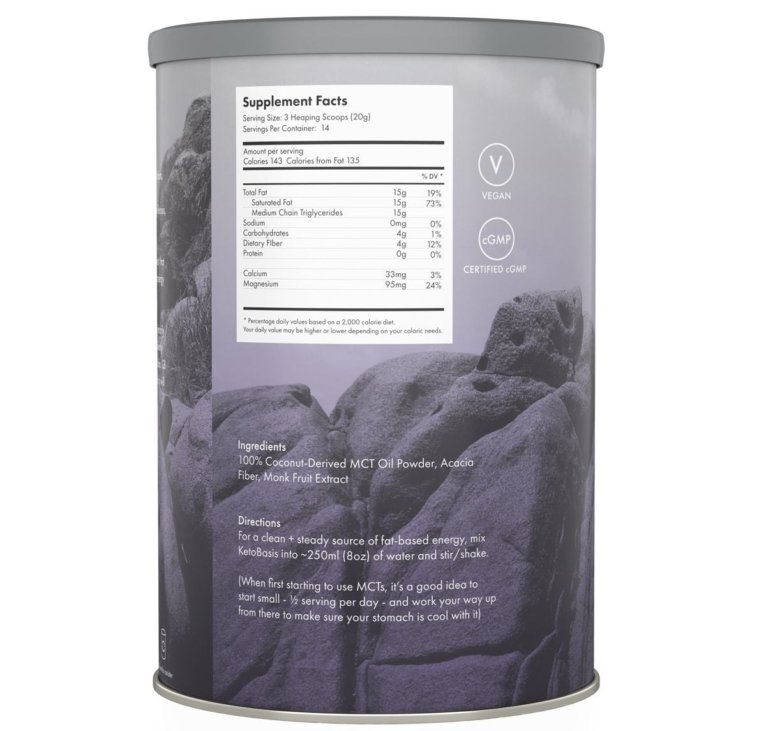 Supplement Facts
Serving Size: 3 Heaping Scoops (20g)
Servings Per Container: 14
Amount per serving
Calories 143 Calories from Fat 135
% DV *
Total Fat 15g 19%
Saturated Fat 15g 73%
Medium Chain Triglycerides 15g
Sodium 0mg 0%
Carbohydrates 4g 1%
Dietary Fiber 4g 12%
Protein 0g 0%
Calcium 33mg 3%
Magnesium 95mg 24%
* Percentage daily values based on a 2,000 calorie diet.
Your daily value may be higher or lower depending on your caloric needs.
V
VEGAN
cGMP
CERTIFIED cGMP
Ingredients
100% Coconut-Derived MCT Oil Powder, Acacia
Fiber, Monk Fruit Extract
Directions
For a clean + steady source of fat-based energy, mix
KetoBasis into ~250ml (8oz) of water and stir/shake.
(When first starting to use MCTs, it's a good idea to
start small - ½ serving per day - and work your way up
from there to make sure your stomach is cool with it)